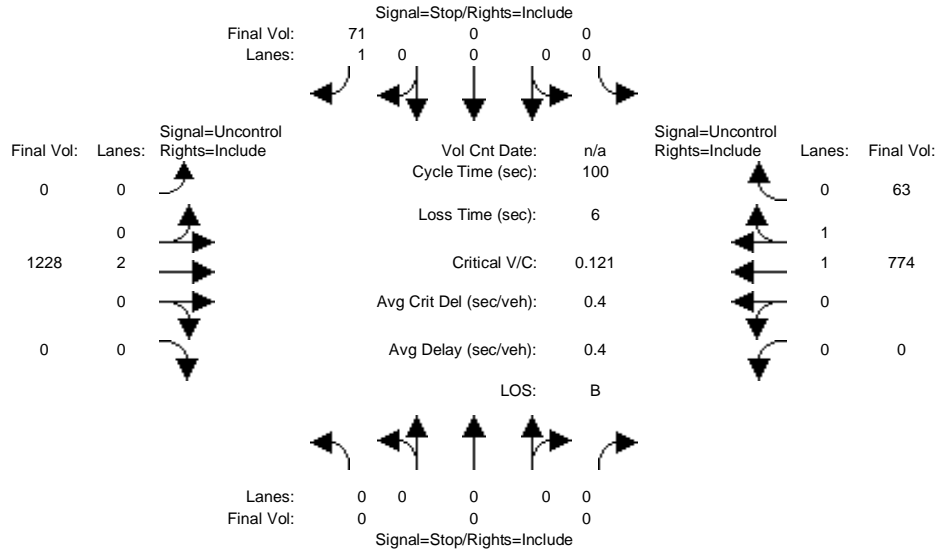 Signal=Stop/Rights=Include
Final Vol: 71 0 0
Lanes: 1 0 0 0 0
Signal=Uncontrol Signal=Uncontrol
Final Vol: Lanes: Rights=Include Vol Cnt Date: n/a Rights=Include Lanes: Final Vol:
Cycle Time (sec): 100
0 0 0 63
Loss Time (sec): 6
0 1
1228 2 Critical V/C: 0.121 1 774
0 Avg Crit Del (sec/veh): 0.4 0
0 0 Avg Delay (sec/veh): 0.4 0 0
LOS: B
Lanes: 0 0 0 0 0
Final Vol: 0 0 0
Signal=Stop/Rights=Include